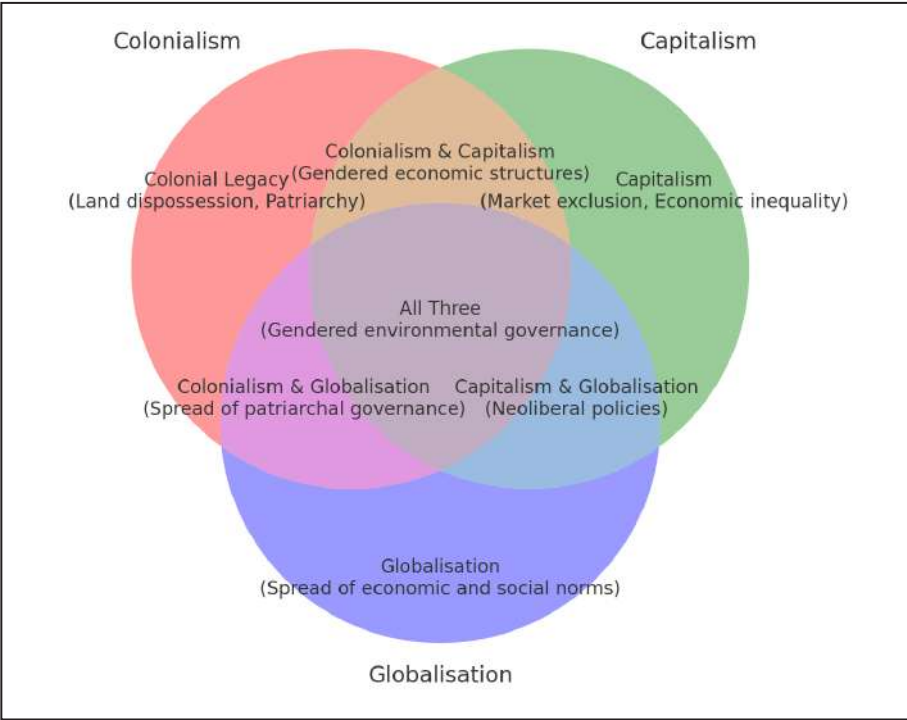 Colonialism
Capitalism
Colonialism & Capitalism
(Gendered economic structures)
Colonial Legacy
(Land dispossession, Patriarchy)
Capitalism
(Market exclusion, Economic inequality)
All Three
(Gendered environmental governance)
Colonialism & Globalisation
(Spread of patriarchal governance)
Capitalism & Globalisation
(Neoliberal policies)
Globalisation
(Spread of economic and social norms)
Globalisation